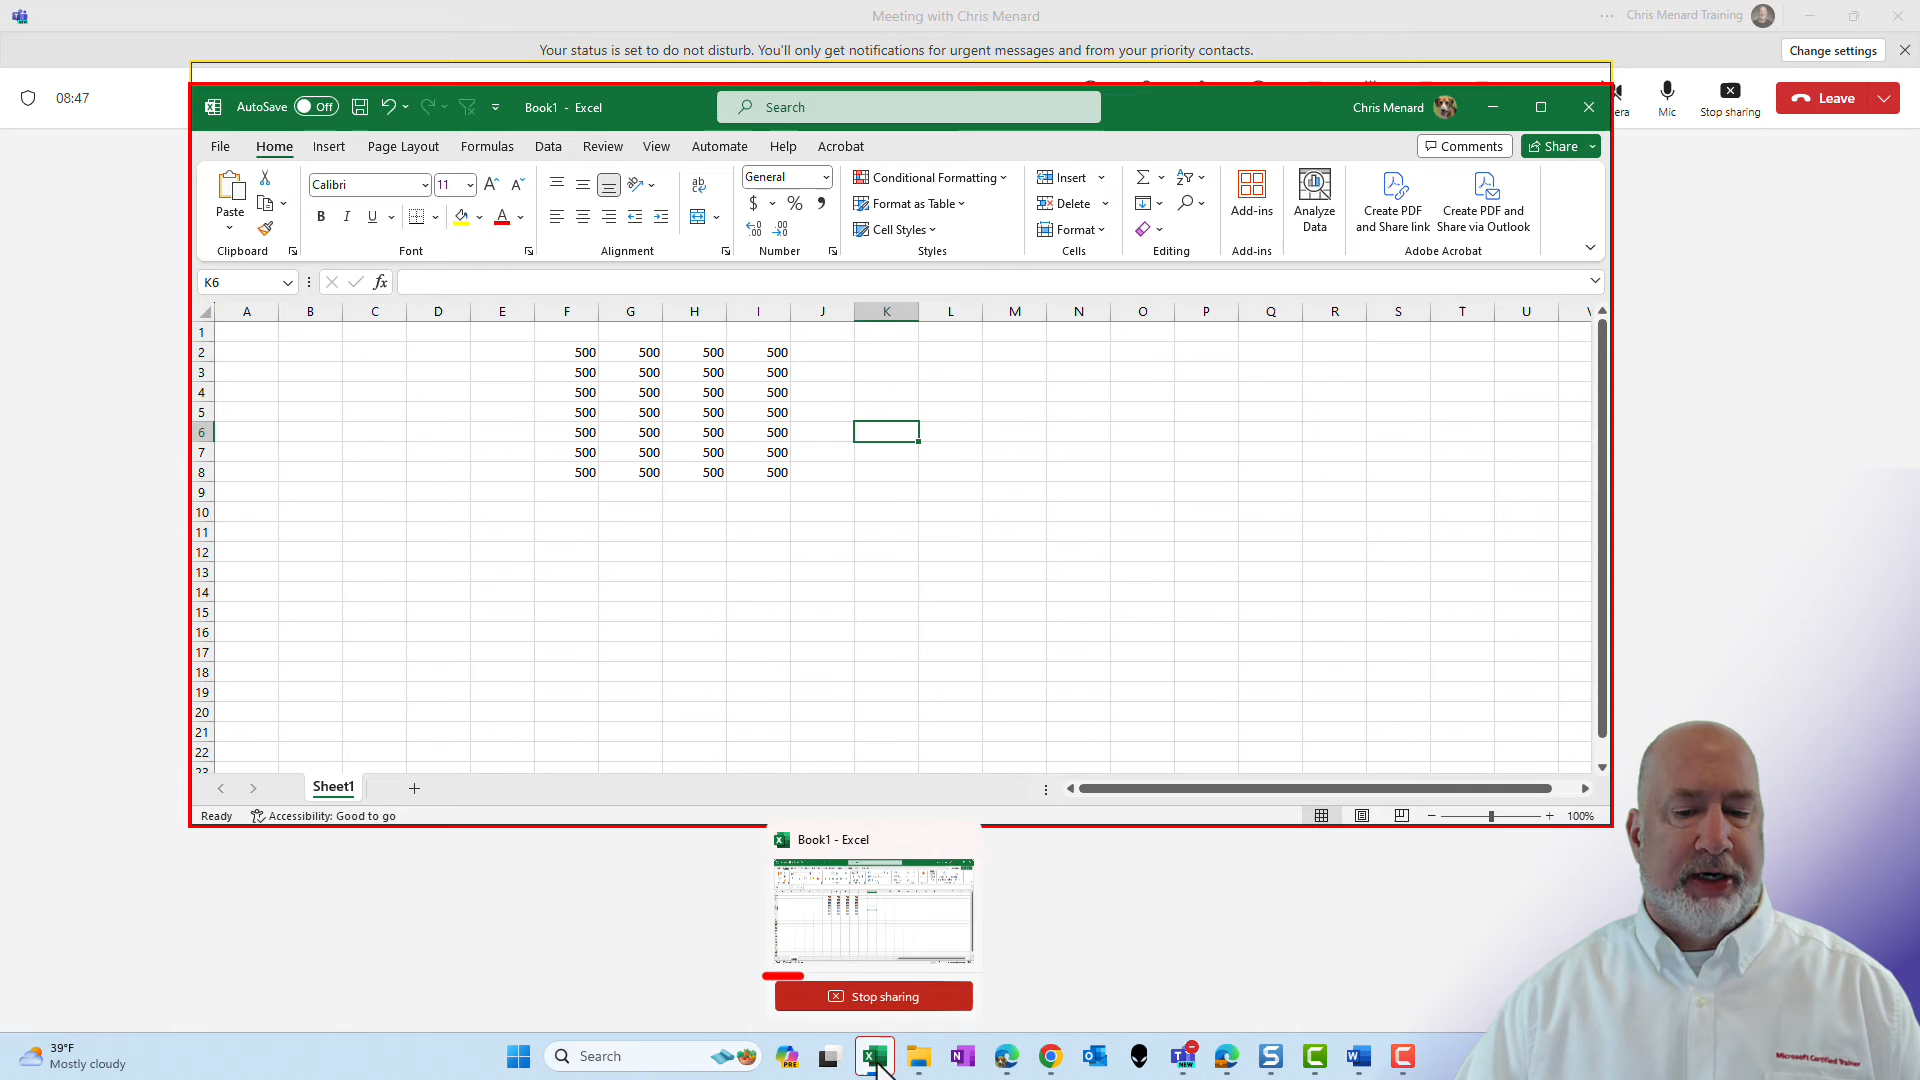 Meeting with Chris Menard
Chris Menard Training
Your status is set to do not disturb. You'll only get notifications for urgent messages and from your priority contacts.
Change settings
08:47
Mic
Stop sharing
Leave
AutoSave
Off
Book1 - Excel
Search
Chris Menard
File
Home
Insert
Page Layout
Formulas
Data
Review
View
Automate
Help
Acrobat
Comments
Share
Paste
Clipboard
Calibri
11
B
I
U
Font
Alignment
General
$
%
Number
Conditional Formatting
Format as Table
Cell Styles
Styles
Insert
Delete
Format
Cells
Editing
Add-ins
Add-ins
Analyze
Data
Create PDF
and Share link
Create PDF and
Share via Outlook
Adobe Acrobat
K6
fx
A B C D E F G H I J K L M N O P Q R S T U
1
2 500 500 500 500
3 500 500 500 500
4 500 500 500 500
5 500 500 500 500
6 500 500 500 500
7 500 500 500 500
8 500 500 500 500
9
10
11
12
13
14
15
16
17
18
19
20
21
22
23
Sheet1
Ready
Accessibility: Good to go
100%
Book1 - Excel
Stop sharing
39°F
Mostly cloudy
Search
PRE
NEW
Microsoft Certified Trainer